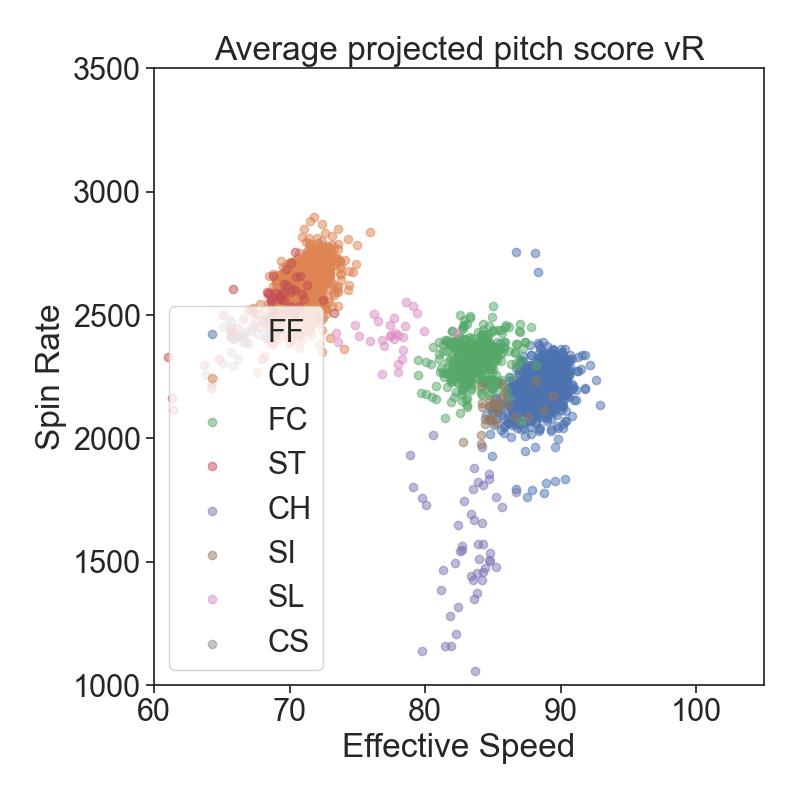 Average projected pitch score vR
3500
3000
2500
2000
1500
1000
Spin Rate
FF
CU
FC
ST
CH
SI
SL
CS
60 70 80 90 100
Effective Speed